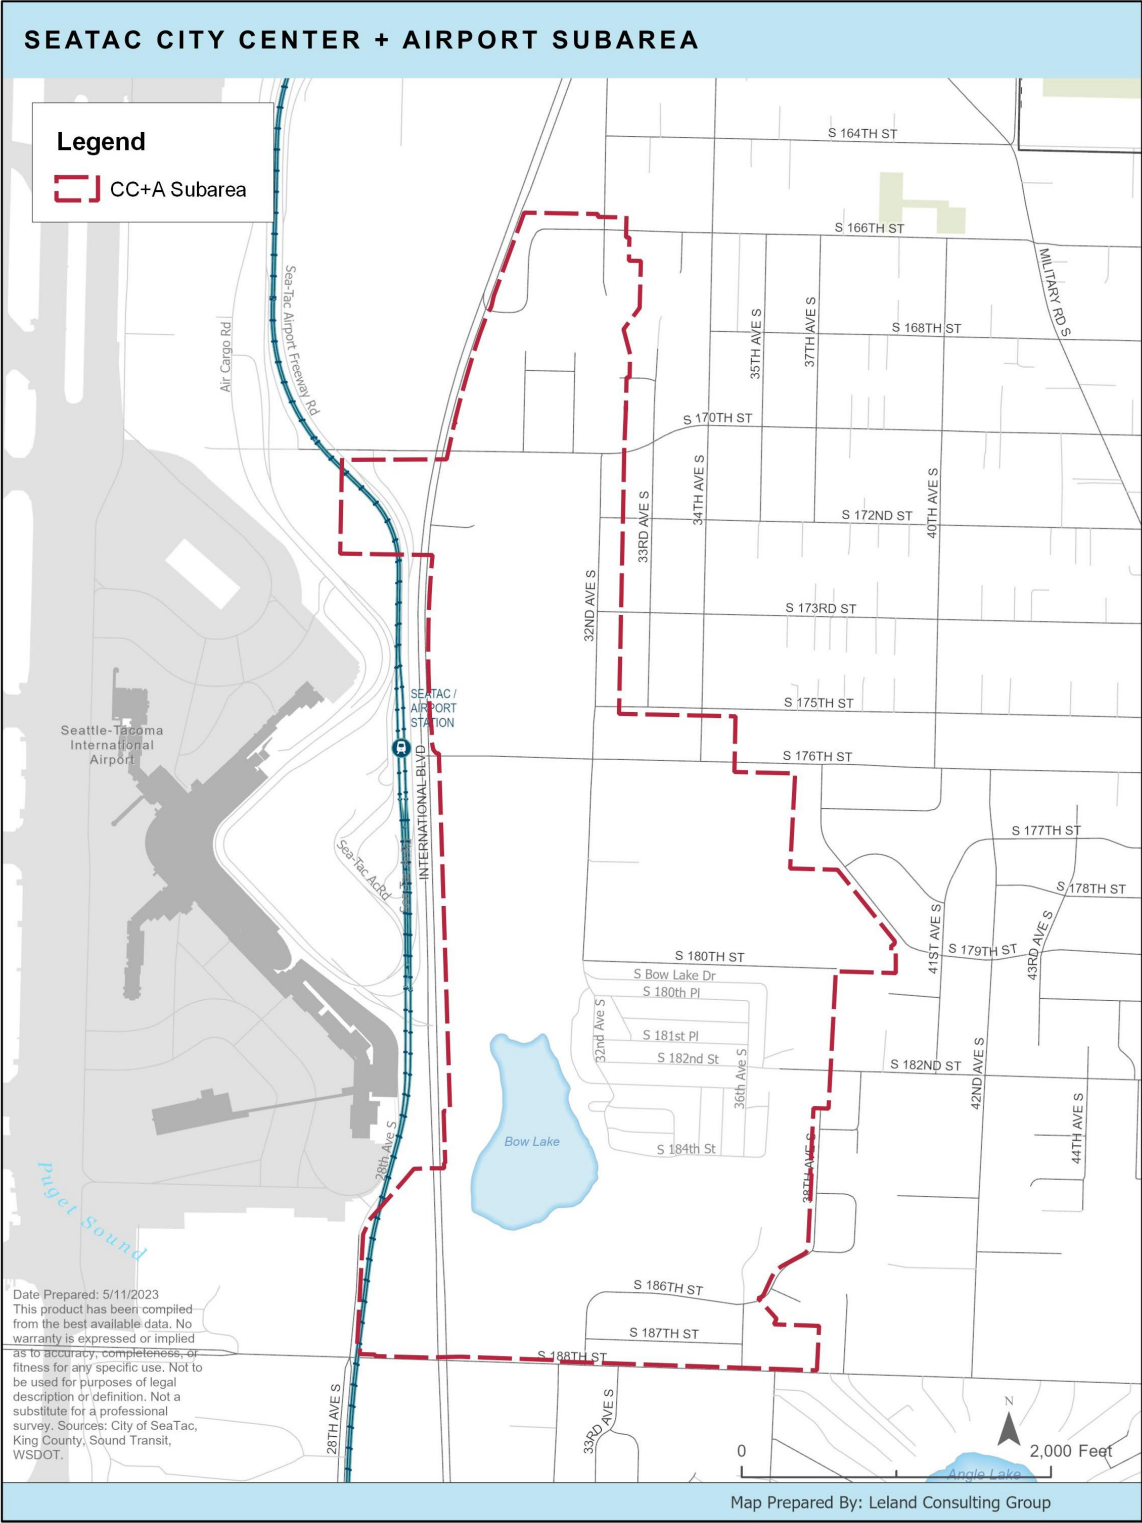 SEATAC CITY CENTER + AIRPORT SUBAREA
Legend
CC+A Subarea
S 164TH ST
S 166TH ST
MILITARY RD S
Sea-Tac Airport Freeway Rd
Air Cargo Rd
35TH AVE S
37TH AVE S
S 168TH ST
S 170TH ST
34TH AVE S
33RD AVE S
40TH AVE S
S 172ND ST
32ND AVE S
S 173RD ST
SEATAC /
AIRPORT
STATION
S 175TH ST
Seattle-Tacoma
International
Airport
S 176TH ST
INTERNATIONAL BLVD
Sea-Tac AcRd
S 177TH ST
S 178TH ST
41ST AVE S
S 179TH ST
43RD AVE S
S 180TH ST
S Bow Lake Dr
S 180th Pl
32nd Ave S
S 181st Pl
S 182nd St
36th Ave S
S 182ND ST
42ND AVE S
44TH AVE S
Bow Lake
28th Ave S
S 184th St
38TH AVE S
Puget Sound
S 186TH ST
S 187TH ST
S 188TH ST
28TH AVE S
33RD AVE S
Date Prepared: 5/11/2023
This product has been compiled
from the best available data. No
warranty is expressed or implied
as to accuracy, completeness, or
fitness for any specific use. Not to
be used for purposes of legal
description or definition. Not a
substitute for a professional
survey. Sources: City of SeaTac,
King County, Sound Transit,
WSDOT.
N
0
2,000 Feet
Angle Lake
Map Prepared By: Leland Consulting Group